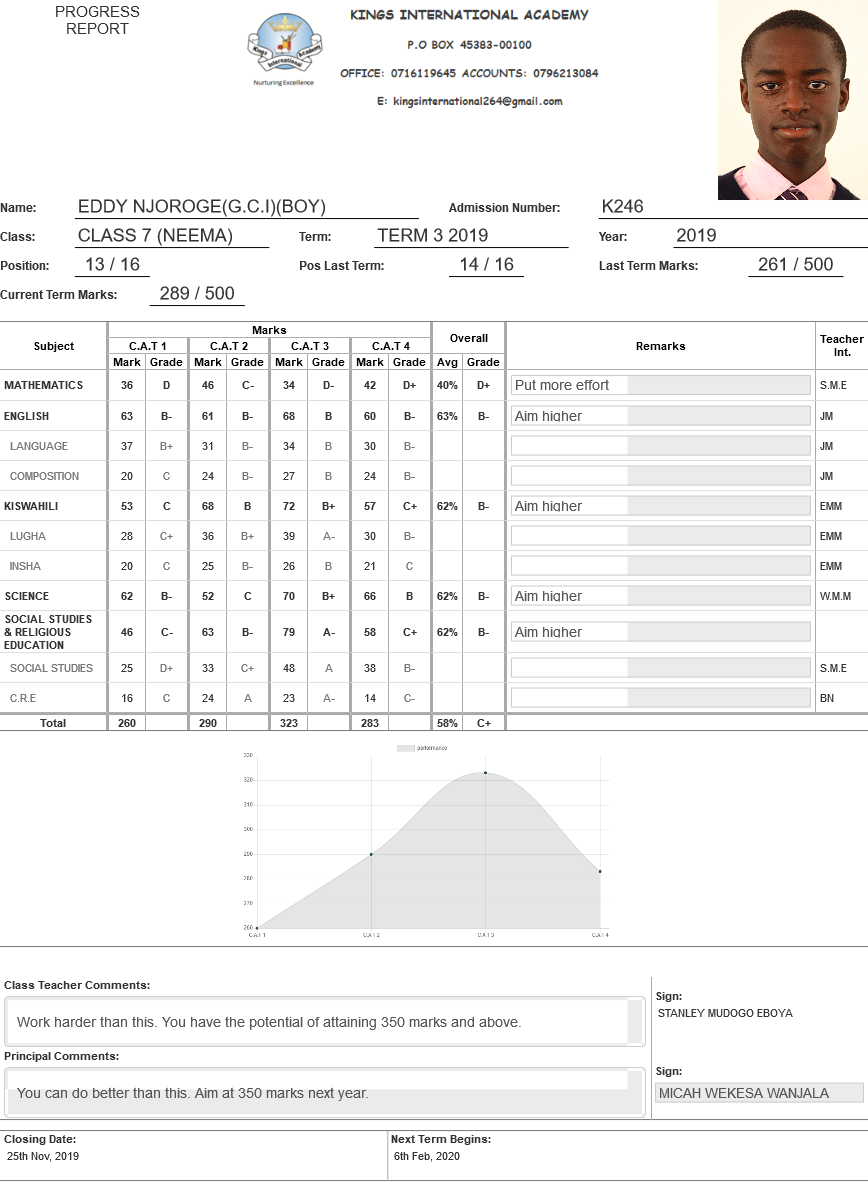 PROGRESS
REPORT
Kings Academy
International
Nurturing Excellence
KINGS INTERNATIONAL ACADEMY
P.O BOX 45383-00100
OFFICE: 0716119645 ACCOUNTS: 0796213084
E: kingsinternational264@gmail.com
Name: EDDY NJOROGE(G.C.I)(BOY) Admission Number: K246
Class: CLASS 7 (NEEMA) Term: TERM 3 2019 Year: 2019
Position: 13 / 16 Pos Last Term: 14 / 16 Last Term Marks: 261 / 500
Current Term Marks: 289 / 500
Subject Marks Overall Remarks Teacher Int.
C.A.T 1 C.A.T 2 C.A.T 3 C.A.T 4
Mark Grade Mark Grade Mark Grade Mark Grade Avg Grade
MATHEMATICS 36 D 46 C- 34 D- 42 D+ 40% D+ Put more effort S.M.E
ENGLISH 63 B- 61 B- 68 B 60 B- 63% B- Aim higher JM
LANGUAGE 37 B+ 31 B- 34 B 30 B- JM
COMPOSITION 20 C 24 B- 27 B 24 B- JM
KISWAHILI 53 C 68 B 72 B+ 57 C+ 62% B- Aim higher EMM
LUGHA 28 C+ 36 B+ 39 A- 30 B- EMM
INSHA 20 C 25 B- 26 B 21 C EMM
SCIENCE 62 B- 52 C 70 B+ 66 B 62% B- Aim higher W.M.M
SOCIAL STUDIES
& RELIGIOUS
EDUCATION 46 C- 63 B- 79 A- 58 C+ 62% B- Aim higher
SOCIAL STUDIES 25 D+ 33 C+ 48 A 38 B- S.M.E
C.R.E 16 C 24 A 23 A- 14 C- BN
Total 260 290 323 283 58% C+
performance
330
320
310
300
290
280
270
260
C.A.T 1 C.A.T 2 C.A.T 3 C.A.T 4
Class Teacher Comments:
Work harder than this. You have the potential of attaining 350 marks and above.
Sign:
STANLEY MUDOGO EBOYA
Principal Comments:
You can do better than this. Aim at 350 marks next year.
Sign:
MICAH WEKESA WANJALA
Closing Date:
25th Nov, 2019
Next Term Begins:
6th Feb, 2020